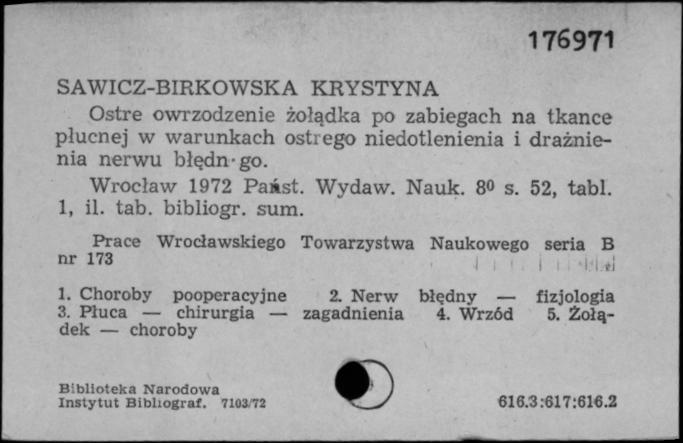 176971
SAWICZ-BIRKOWSKA KRYSTYNA
Ostre owrzodzenie żołądka po zabiegach na tkance
płucnej w warunkach ostrego niedotlenienia i drażnie-
nia nerwu błędn·go.
Wrocław 1972 Państ. Wydaw. Nauk. 8⁰ s. 52, tabl.
1, il. tab. bibliogr. sum.
Prace Wrocławskiego Towarzystwa Naukowego seria B
nr 173
1. Choroby pooperacyjne 2. Nerw błędny — fizjologia
3. Płuca — chirurgia — zagadnienia 4. Wrzód 5. Żołą-
dek — choroby
Biblioteka Narodowa
Instytut Bibliograf. 7103/72
616.3:617:616.2